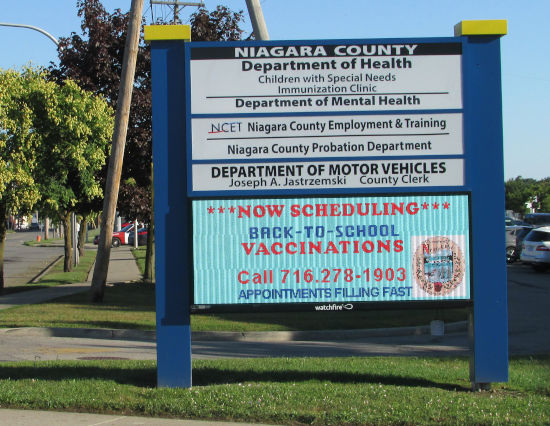 NIAGARA COUNTY
Department of Health
Children with Special Needs
Immunization Clinic
Department of Mental Health
NCET Niagara County Employment & Training
Niagara County Probation Department
DEPARTMENT OF MOTOR VEHICLES
Joseph A. Jastrzemski County Clerk
***NOW SCHEDULING***
BACK-TO-SCHOOL
VACCINATIONS
Call 716.278-1903
APPOINTMENTS FILLING FAST
watchfire